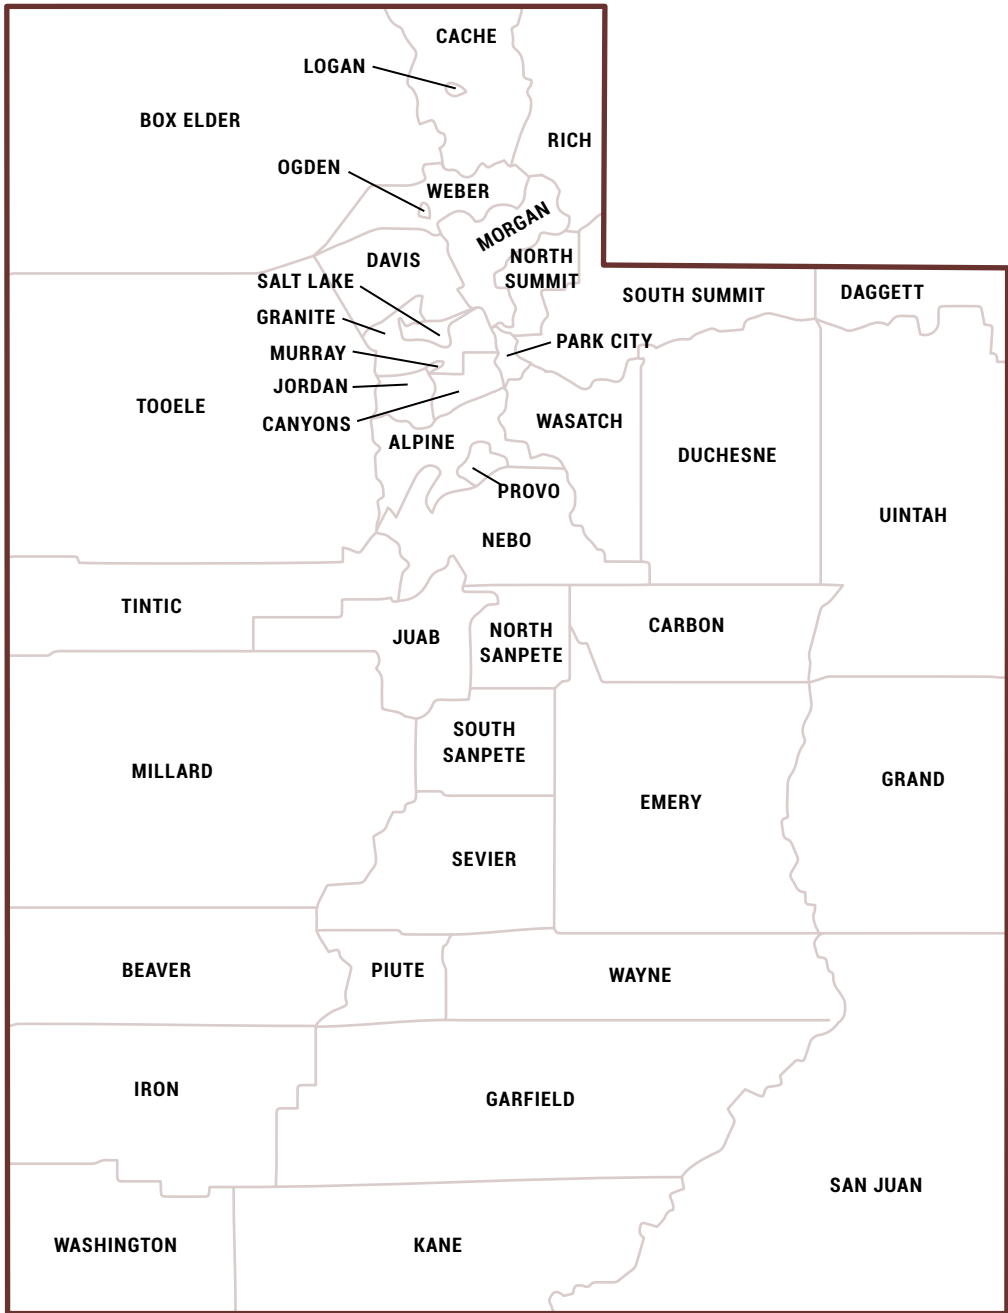 CACHE
LOGAN
BOX ELDER
RICH
OGDEN
WEBER
MORGAN
DAVIS
NORTH
SUMMIT
SALT LAKE
SOUTH SUMMIT
DAGGETT
GRANITE
PARK CITY
MURRAY
JORDAN
TOOELE
CANYONS
WASATCH
ALPINE
DUCHESNE
PROVO
UINTAH
NEBO
TINTIC
JUAB
NORTH
SANPETE
CARBON
SOUTH
SANPETE
MILLARD
GRAND
EMERY
SEVIER
BEAVER
PIUTE
WAYNE
IRON
GARFIELD
SAN JUAN
WASHINGTON
KANE